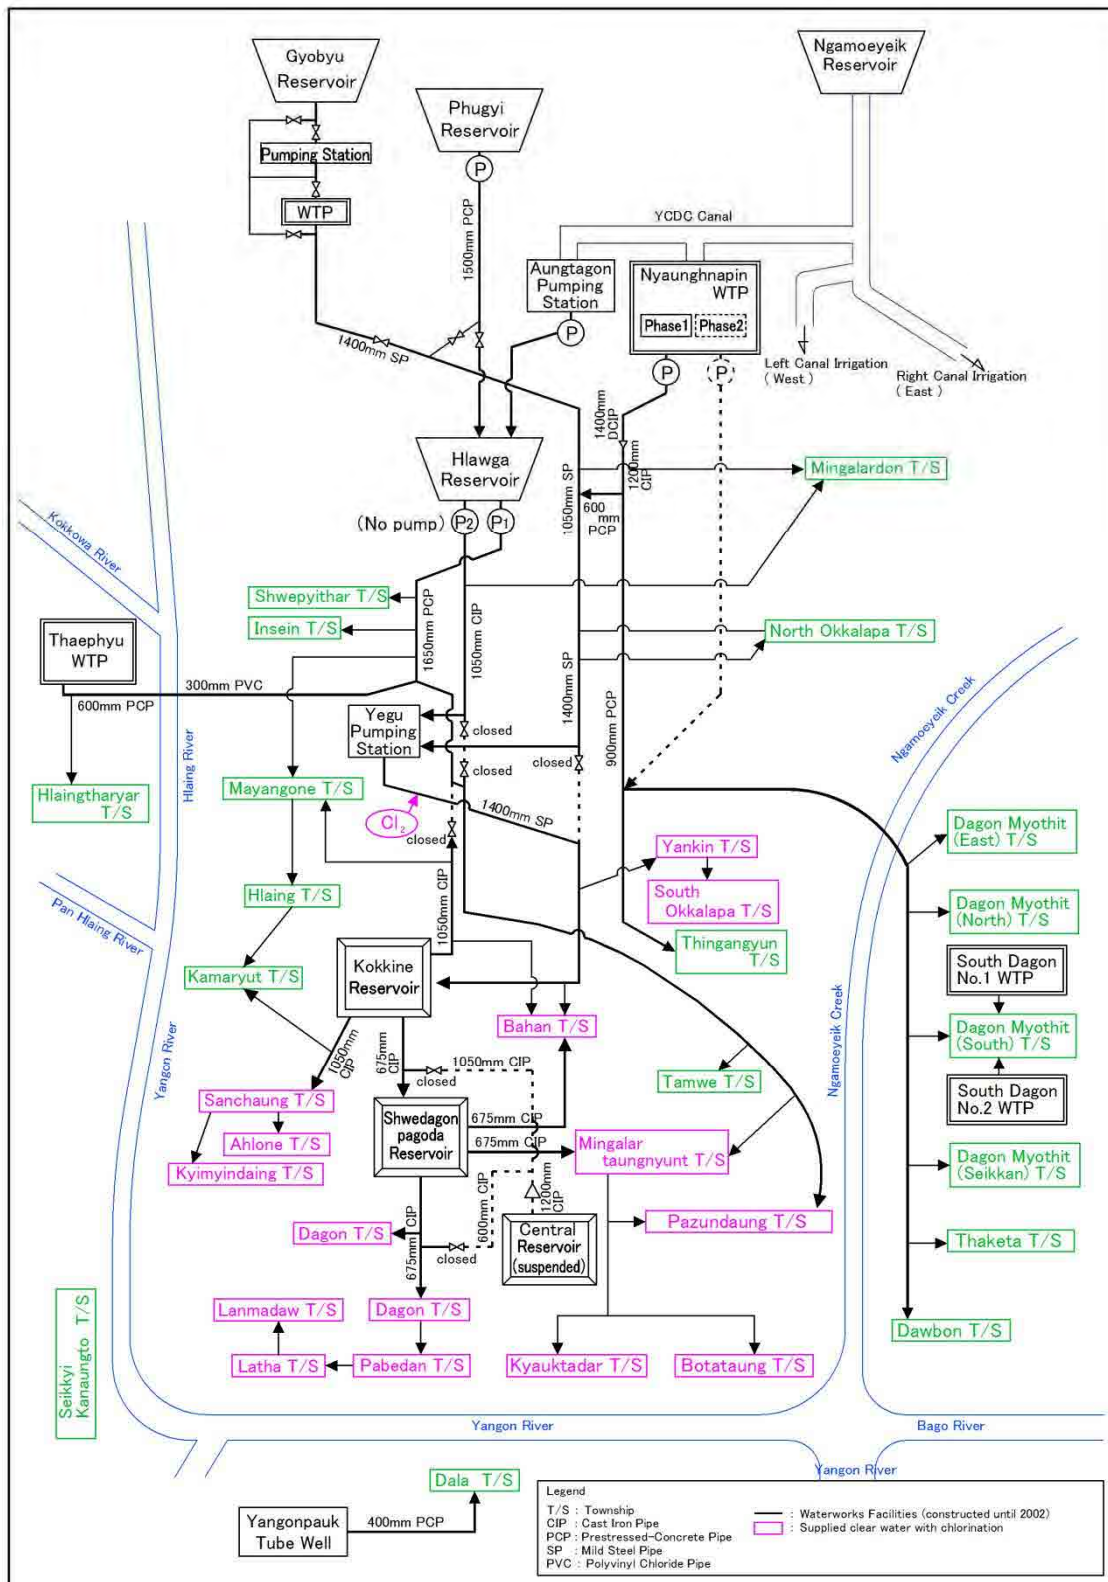 Gyobyu
Reservoir
Phugyi
Reservoir
Ngamoeyeik
Reservoir
Pumping Station
P
WTP
1500mm PCP
YCDC Canal
Aungtagon
Pumping
Station
Nyaunghnapin
WTP
Phase1
Phase2
P
P
P
1400mm SP
Left Canal Irrigation
( West )
Right Canal Irrigation
( East )
1400mm
DCIP
1200mm
CIP
Hlawga
Reservoir
1050mm SP
600
mm
PCP
Mingalardon T/S
(No pump)
P2
P1
Kokkowa River
Shwepyithar T/S
Insein T/S
1650mm PCP
1050mm CIP
North Okkalapa T/S
Thaephyu
WTP
300mm PVC
600mm PCP
1400mm SP
900mm PCP
Ngamoeyeik Creek
Yegu
Pumping
Station
closed
closed
closed
Hlaing River
Hlaingtharyar
T/S
Mayangone T/S
Cl2
1400mm SP
closed
Yankin T/S
South
Okkalapa T/S
Dagon Myothit
(East) T/S
Hlaing T/S
1050mm CIP
Dagon Myothit
(North) T/S
Pan Hlaing River
Thingangyun
T/S
Kamaryut T/S
Kokkine
Reservoir
South Dagon
No.1 WTP
Yangon River
Bahan T/S
Dagon Myothit
(South) T/S
1050mm
CIP
675mm
CIP
1050mm CIP
closed
Tamwe T/S
Ngamoeyeik Creek
South Dagon
No.2 WTP
Sanchaung T/S
Shwedagon
pagoda
Reservoir
675mm CIP
675mm CIP
Ahlone T/S
Mingalar
taungnyunt T/S
Kyimyindaing T/S
Dagon Myothit
(Seikkan) T/S
600mm CIP
1200mm
CIP
Dagon T/S
675mm CIP
closed
Central
Reservoir
(suspended)
Pazundaung T/S
Thaketa T/S
Lanmadaw T/S
Dagon T/S
Dawbon T/S
Latha T/S
Pabedan T/S
Kyauktadar T/S
Botataung T/S
Seikkyi
Kanaungto T/S
Yangon River
Bago River
Yangon River
Dala T/S
Yangonpauk
Tube Well
400mm PCP
Legend
T/S : Township
CIP : Cast Iron Pipe
PCP : Prestressed-Concrete Pipe
SP : Mild Steel Pipe
PVC : Polyvinyl Chloride Pipe
: Waterworks Facilities (constructed until 2002)
: Supplied clear water with chlorination